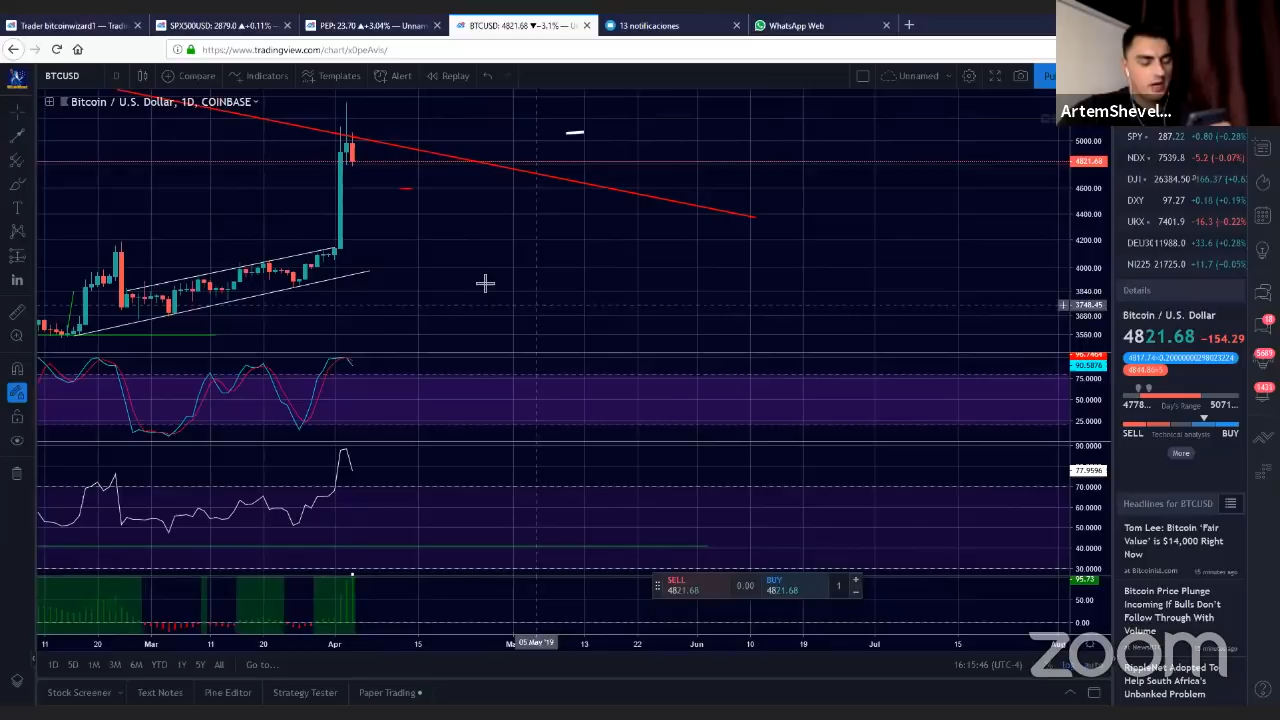 Trader bitcoinwizard1 — Tradin
SPX500USD: 2879.0 ▲+0.11% — U
PEP: 23.70 ▲+3.04% — Unnam
BTCUSD: 4821.68 ▼−3.1% — Unn
13 notificaciones
WhatsApp Web
https://www.tradingview.com/chart/x0peAvis/
BTCUSD
D
Compare
Indicators
Templates
Alert
Replay
Unnamed
Pu
ArtemShevel...
Bitcoin / U.S. Dollar, 1D, COINBASE
5000.00
4821.68
4600.00
4400.00
4200.00
4000.00
3840.00
3748.45
3680.00
3560.00
SPY 287.22 +0.80 (+0.28%)
NDX 7539.8 -5.2 (-0.07%)
DJI 26384.50 +166.37 (+0.6
DXY 97.27 +0.18 (+0.19%)
UKX 7401.9 -16.3 (-0.22%)
DEU30 11988.0 +33.6 (+0.28%)
NI225 21725.0 +11.7 (+0.05%)
Details
Bitcoin / U.S. Dollar
4821.68 −154.29
4817.74×0.2000000298023224
4844.86×5
4778... Day's Range 5071...
SELL Technical analysis BUY
More
Headlines for BTCUSD
Tom Lee: Bitcoin ‘Fair
Value’ is $14,000 Right
Now
at Bitcoinist.com 15 minutes ago
Bitcoin Price Plunge
Incoming If Bulls Don’t
Follow Through With
Volume
at NewsBTC 15 minutes ago
RippleNet Adopted To
Help South Africa's
Unbanked Problem
18
5689
1431
96.7464
90.5876
75.0000
50.0000
25.0000
90.0000
77.9596
70.0000
60.0000
50.0000
40.0000
30.0000
95.73
50.00
0.00
SELL
4821.68
0.00
BUY
4821.68
1
11 20 Mar 11 20 Apr 15 Ma 05 May '19 13 22 Jun 10 19 Jul 15 Aug
1D 5D 1M 3M 6M YTD 1Y 5Y All Go to...
16:15:46 (UTC-4)
zoom
Stock Screener
Text Notes
Pine Editor
Strategy Tester
Paper Trading